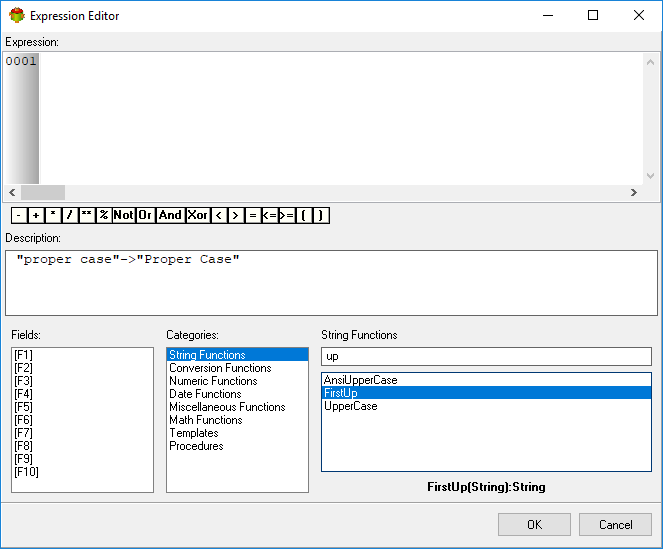 Expression Editor
Expression:
0001
- + * / ** % Not Or And Xor < > = <= >= ( )
Description:
"proper case"->"Proper Case"
Fields:
[F1]
[F2]
[F3]
[F4]
[F5]
[F6]
[F7]
[F8]
[F9]
[F10]
Categories:
String Functions
Conversion Functions
Numeric Functions
Date Functions
Miscellaneous Functions
Math Functions
Templates
Procedures
String Functions
up
AnsiUpperCase
FirstUp
UpperCase
FirstUp(String):String
OK
Cancel